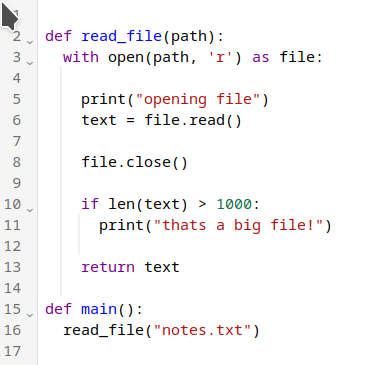 1
2 def read_file(path):
3   with open(path, 'r') as file:
4
5     print("opening file")
6     text = file.read()
7
8     file.close()
9
10     if len(text) > 1000:
11       print("thats a big file!")
12
13     return text
14
15 def main():
16   read_file("notes.txt")
17